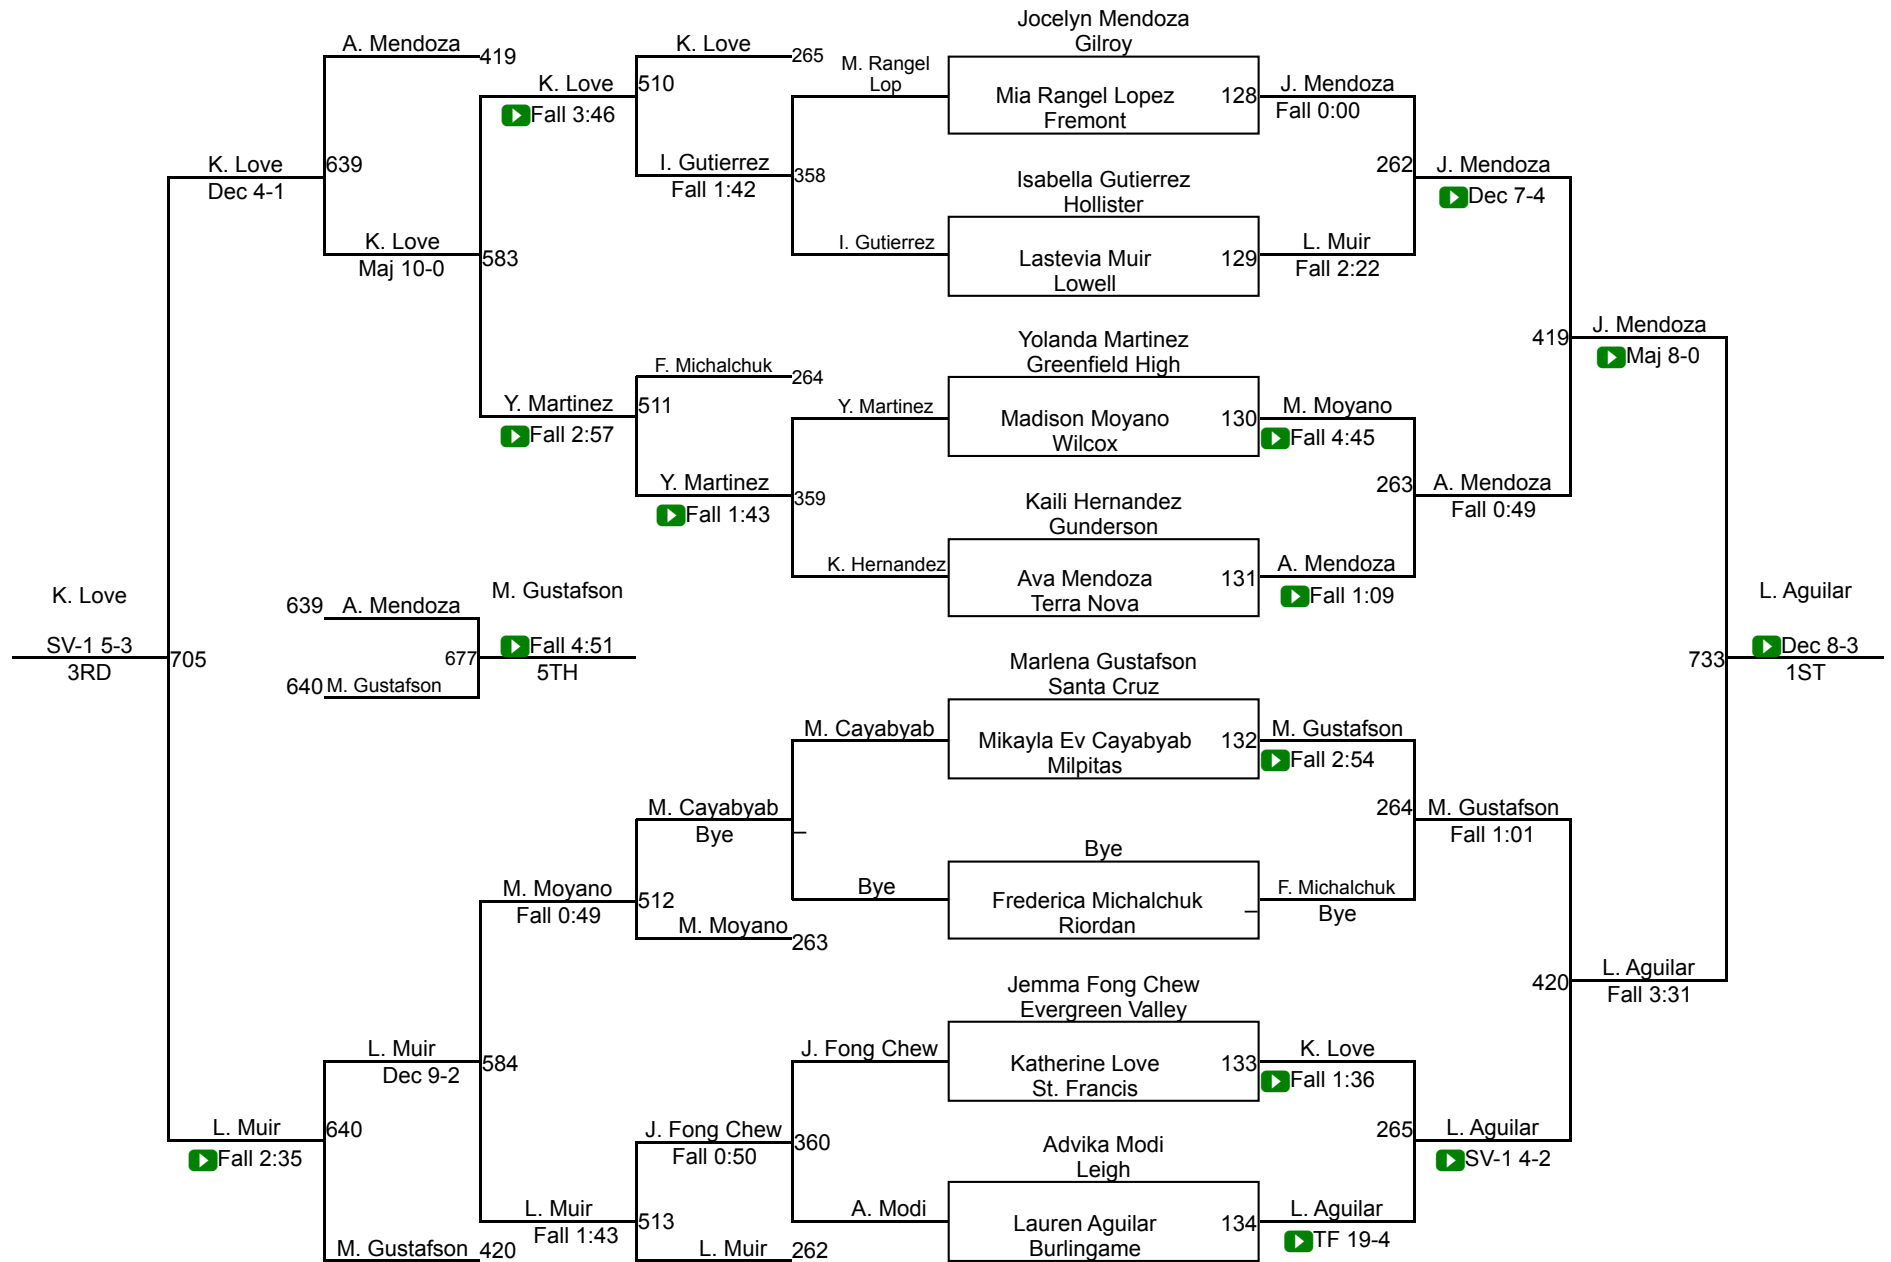 Jocelyn Mendoza
Gilroy
Mia Rangel Lopez 128
Fremont
Isabella Gutierrez
Hollister
Lastevia Muir 129
Lowell
Yolanda Martinez
Greenfield High
Madison Moyano 130
Wilcox
Kaili Hernandez
Gunderson
Ava Mendoza 131
Terra Nova
Marlena Gustafson
Santa Cruz
Mikayla Ev Cayabyab 132
Milpitas
Bye
Frederica Michalchuk _
Riordan
Jemma Fong Chew
Evergreen Valley
Katherine Love 133
St. Francis
Advika Modi
Leigh
Lauren Aguilar 134
Burlingame
J. Mendoza
Fall 0:00
262
L. Muir
Fall 2:22
M. Moyano
Fall 4:45
263
A. Mendoza
Fall 1:09
M. Gustafson
Fall 2:54
264
F. Michalchuk
Bye
K. Love
Fall 1:36
265
L. Aguilar
TF 19-4
J. Mendoza
Dec 7-4
419
A. Mendoza
Fall 0:49
M. Gustafson
Fall 1:01
420
L. Aguilar
SV-1 4-2
J. Mendoza
Maj 8-0
733
L. Aguilar
Fall 3:31
L. Aguilar
Dec 8-3
1ST
M. Rangel
Lop
358
I. Gutierrez
Y. Martinez
359
K. Hernandez
M. Cayabyab
_
Bye
J. Fong Chew
360
A. Modi
K. Love 265
510
I. Gutierrez
Fall 1:42
F. Michalchuk 264
511
Y. Martinez
Fall 1:43
M. Cayabyab
Bye
512
M. Moyano 263
J. Fong Chew
Fall 0:50
513
L. Muir 262
K. Love
Fall 3:46
583
Y. Martinez
Fall 2:57
M. Moyano
Fall 0:49
584
L. Muir
Fall 1:43
A. Mendoza 419
639
K. Love
Maj 10-0
L. Muir
Dec 9-2
640
M. Gustafson 420
K. Love
Dec 4-1
705
L. Muir
Fall 2:35
K. Love
SV-1 5-3
3RD
639 A. Mendoza
677
640 M. Gustafson
M. Gustafson
Fall 4:51
5TH